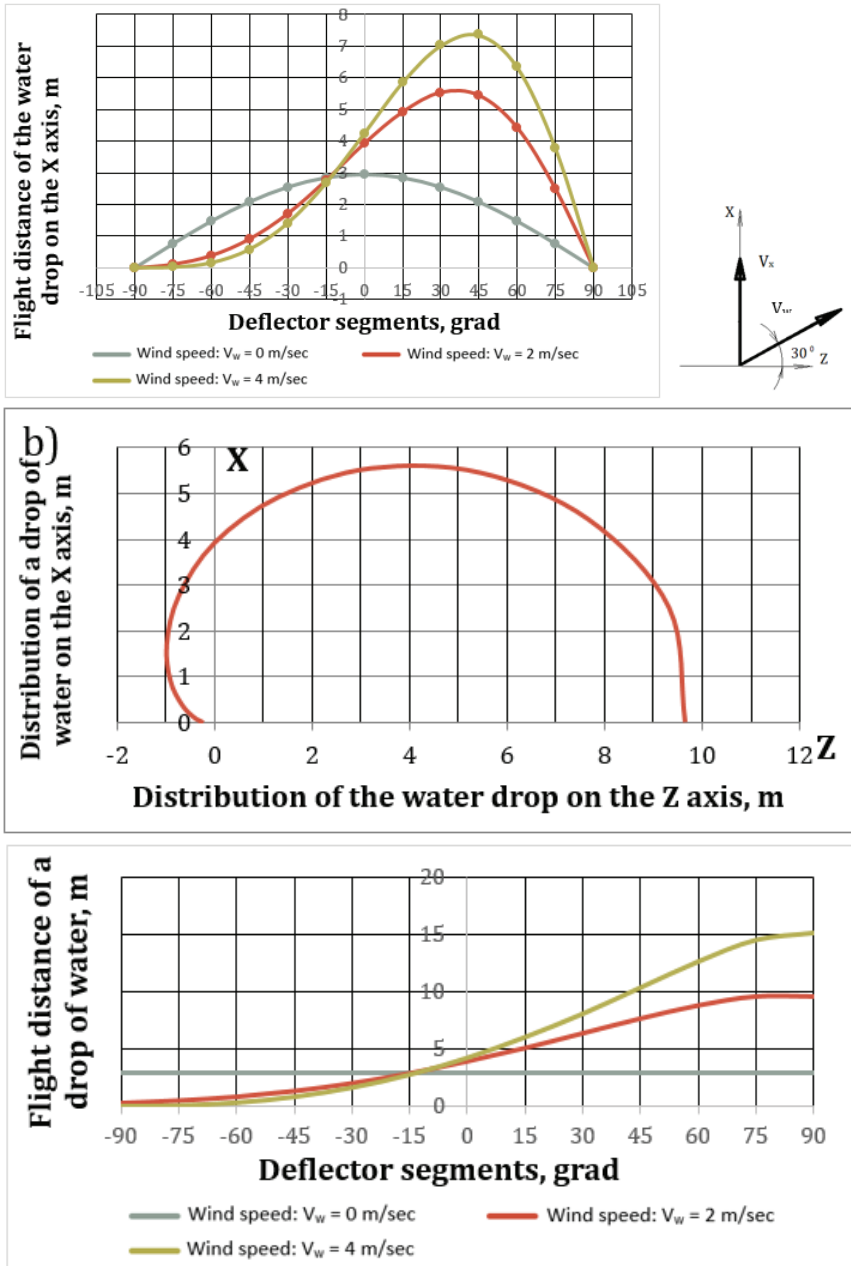 Flight distance of the water
drop on the X axis, m
8
7
6
5
4
3
2
1
0
-1
-105 -90 -75 -60 -45 -30 -15 0 15 30 45 60 75 90 105
Deflector segments, grad
Wind speed: Vw = 0 m/sec
Wind speed: Vw = 2 m/sec
Wind speed: Vw = 4 m/sec
X
Vx
Vw
30⁰ Z
b)
Distribution of a drop of
water on the X axis, m
X
6
5
4
3
2
1
0
-2 0 2 4 6 8 10 12 Z
Distribution of the water drop on the Z axis, m
Flight distance of a
drop of water, m
20
15
10
5
0
-90 -75 -60 -45 -30 -15 0 15 30 45 60 75 90
Deflector segments, grad
Wind speed: Vw = 0 m/sec
Wind speed: Vw = 2 m/sec
Wind speed: Vw = 4 m/sec